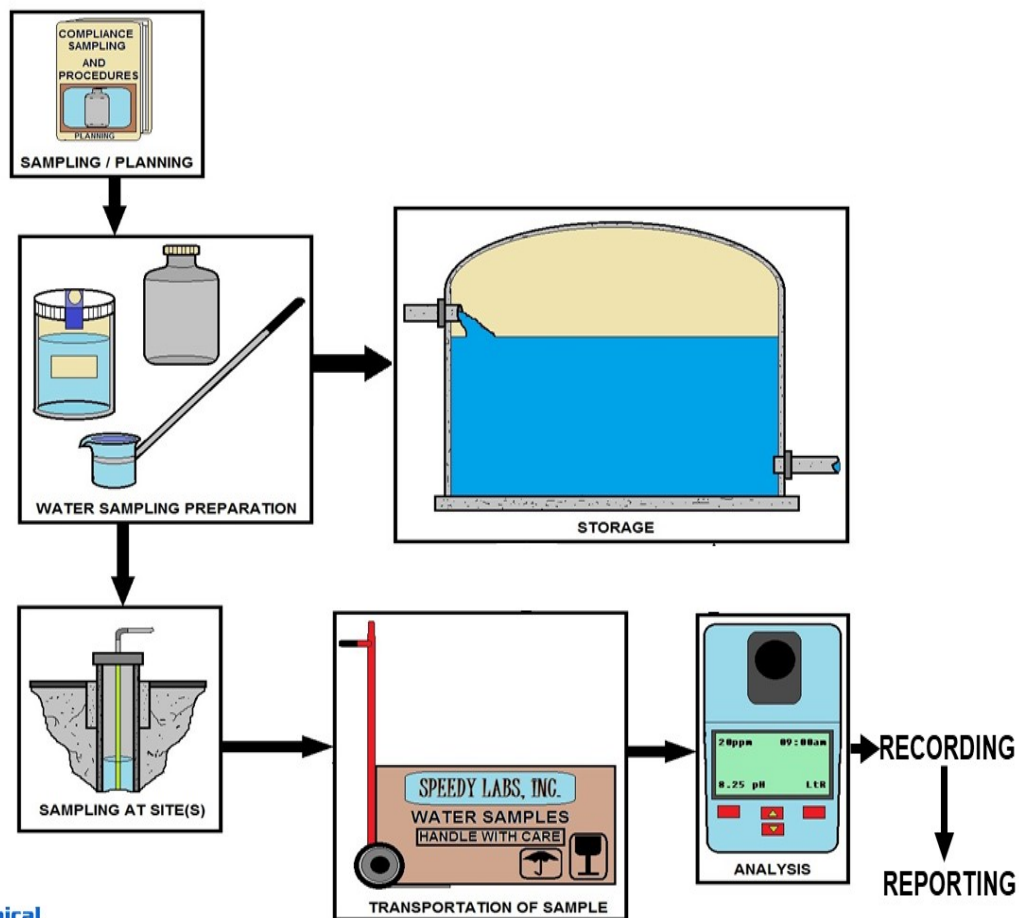 COMPLIANCE
SAMPLING
AND
PROCEDURES
PLANNING
SAMPLING / PLANNING
WATER SAMPLING PREPARATION
STORAGE
SAMPLING AT SITE(S)
SPEEDY LABS, INC.
WATER SAMPLES
HANDLE WITH CARE
TRANSPORTATION OF SAMPLE
20ppm 09:00am
8.25 pH LtR
ANALYSIS
RECORDING
REPORTING